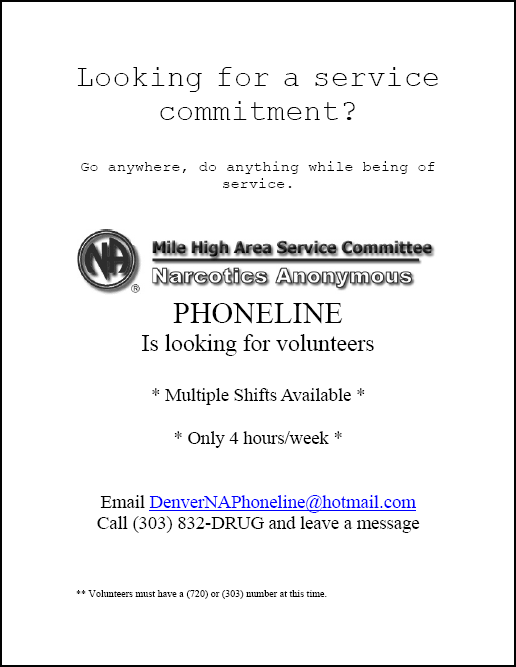 Looking for a service
commitment?
Go anywhere, do anything while being of
service.
NA ®
Mile High Area Service Committee
Narcotics Anonymous
PHONELINE
Is looking for volunteers
* Multiple Shifts Available *
* Only 4 hours/week *
Email DenverNAPhoneline@hotmail.com
Call (303) 832-DRUG and leave a message
** Volunteers must have a (720) or (303) number at this time.